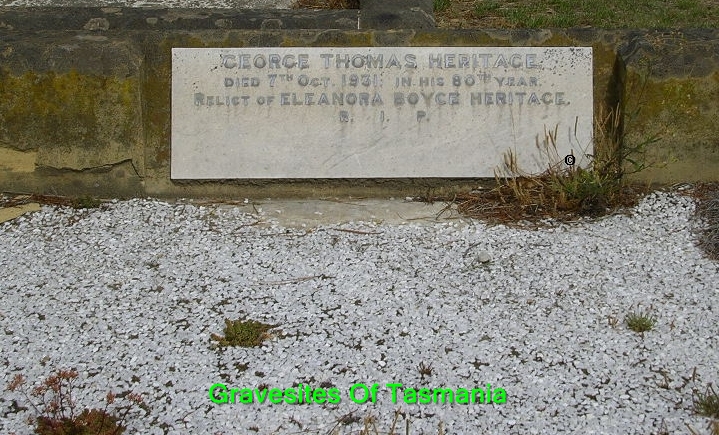 GEORGE THOMAS HERITAGE.
DIED 7TH OCT. 1931. IN HIS 80TH YEAR.
RELICT OF ELEANORA BOYCE HERITAGE.
R. I. P.
©
Gravesites Of Tasmania